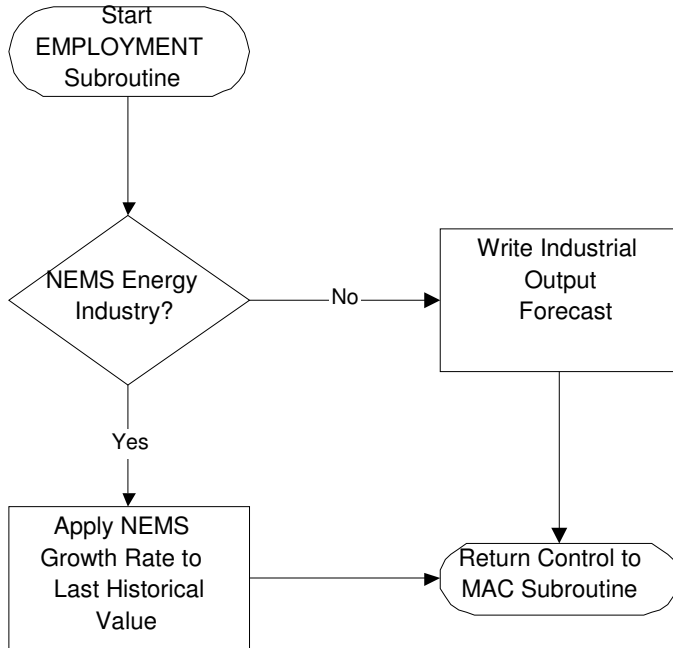 Start
EMPLOYMENT
Subroutine
NEMS Energy
Industry?
No
Write Industrial
Output
Forecast
Yes
Apply NEMS
Growth Rate to
Last Historical
Value
Return Control to
MAC Subroutine